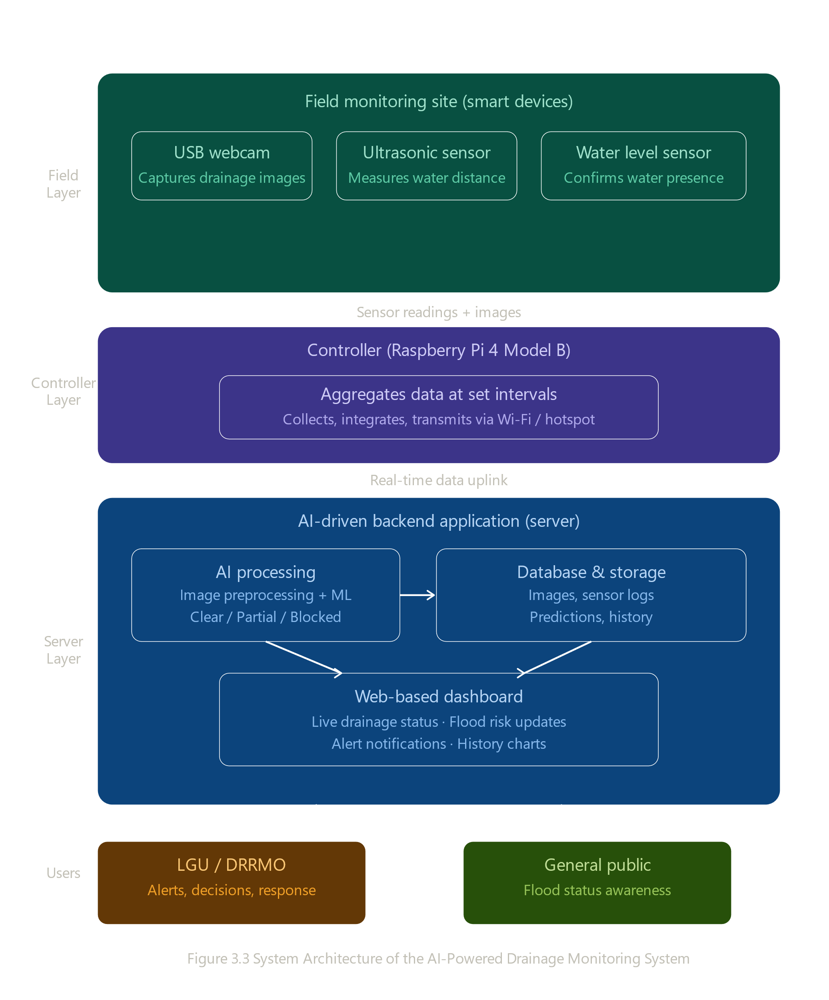 Field monitoring site (smart devices)
USB webcam
Captures drainage images
Ultrasonic sensor
Measures water distance
Water level sensor
Confirms water presence
Field
Layer
Sensor readings + images
Controller (Raspberry Pi 4 Model B)
Aggregates data at set intervals
Collects, integrates, transmits via Wi-Fi / hotspot
Controller
Layer
Real-time data uplink
AI-driven backend application (server)
AI processing
Image preprocessing + ML
Clear / Partial / Blocked
Database & storage
Images, sensor logs
Predictions, history
Server
Layer
Web-based dashboard
Live drainage status · Flood risk updates
Alert notifications · History charts
Users
LGU / DRRMO
Alerts, decisions, response
General public
Flood status awareness
Figure 3.3 System Architecture of the AI-Powered Drainage Monitoring System